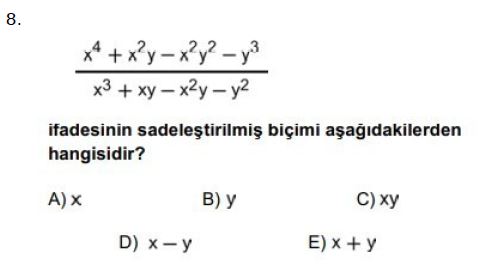 8.
x⁴ + x²y – x²y² – y³
x³ + xy – x²y – y²
ifadesinin sadeleştirilmiş biçimi aşağıdakilerden
hangisidir?
A) x B) y C) xy
D) x – y E) x + y